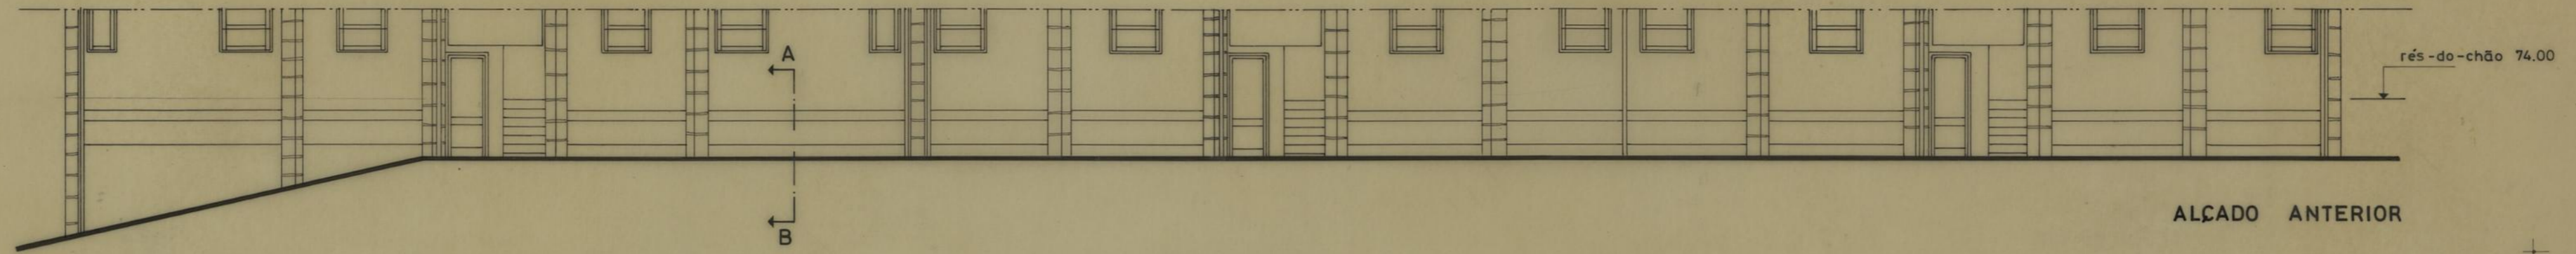 A
rés-do-chão 74.00
ALÇADO ANTERIOR
B